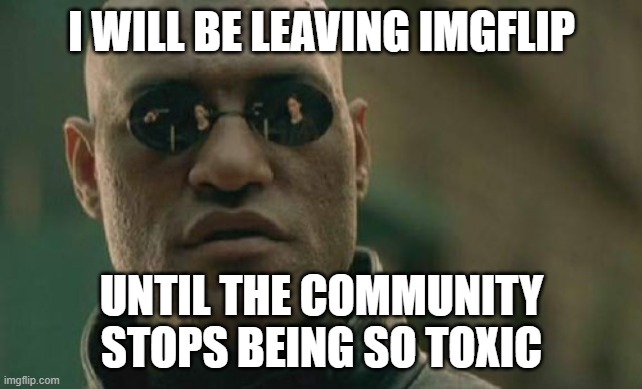 I WILL BE LEAVING IMGFLIP
UNTIL THE COMMUNITY
STOPS BEING SO TOXIC
imgflip.com